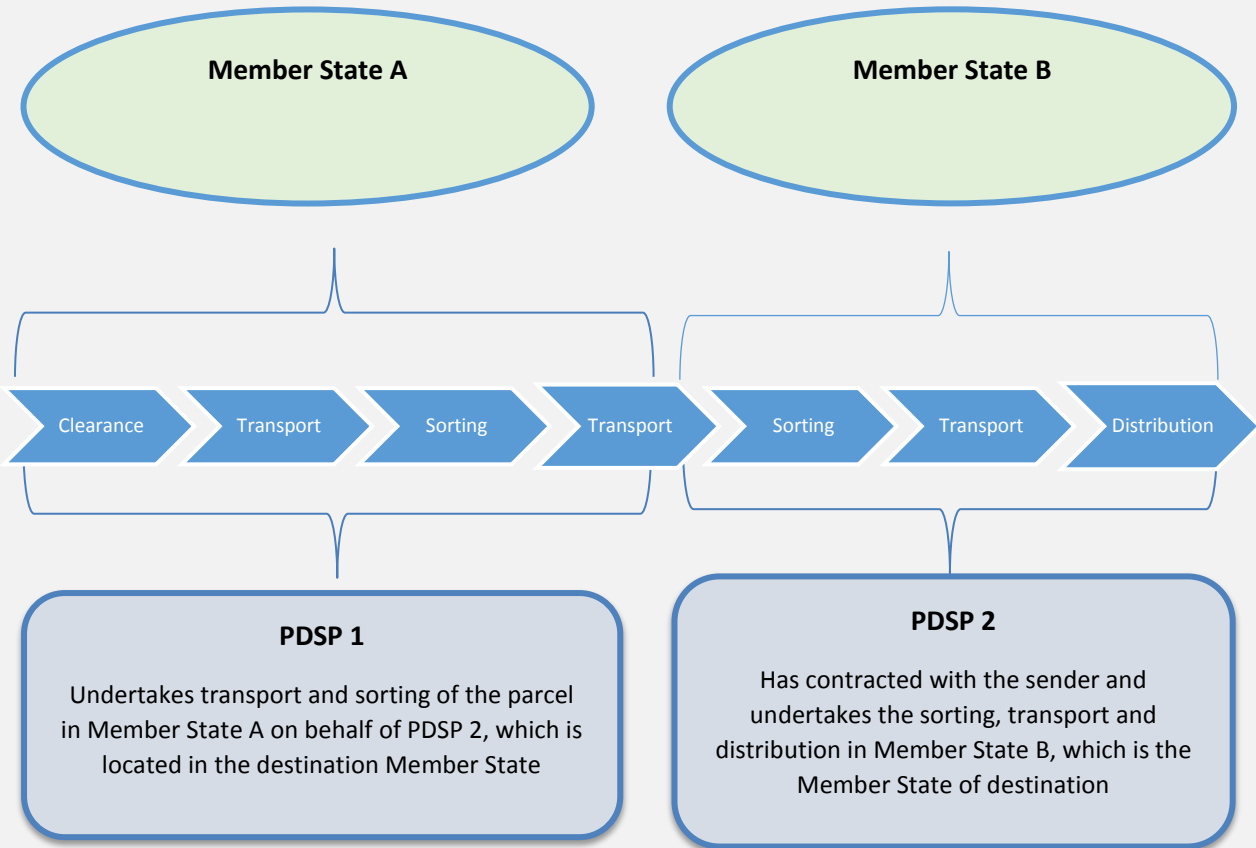 Member State A
Member State B
Clearance
Transport
Sorting
Transport
Sorting
Transport
Distribution
PDSP 1
Undertakes transport and sorting of the parcel
in Member State A on behalf of PDSP 2, which is
located in the destination Member State
PDSP 2
Has contracted with the sender and
undertakes the sorting, transport and
distribution in Member State B, which is the
Member State of destination